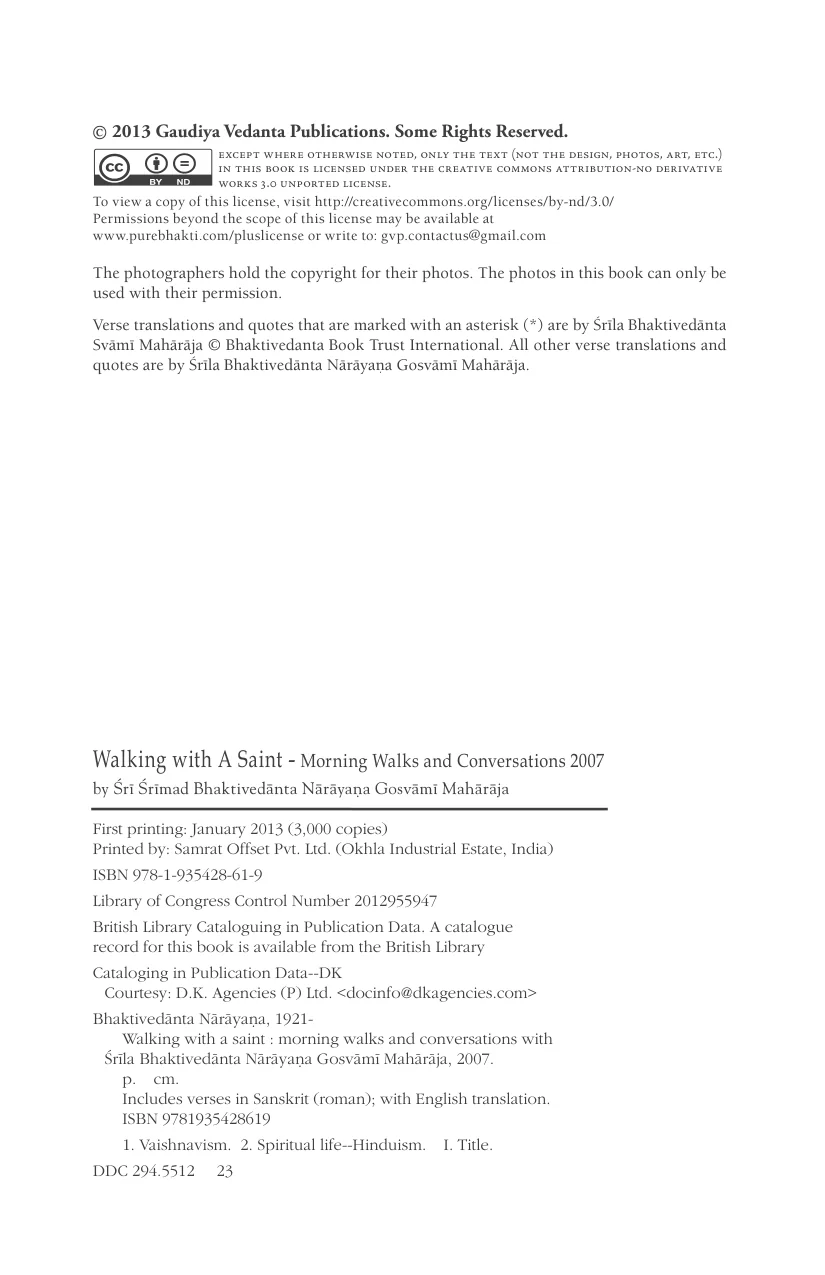 © 2013 Gaudiya Vedanta Publications. Some Rights Reserved.
cc BY ND
EXCEPT WHERE OTHERWISE NOTED, ONLY THE TEXT (NOT THE DESIGN, PHOTOS, ART, ETC.)
IN THIS BOOK IS LICENSED UNDER THE CREATIVE COMMONS ATTRIBUTION-NO DERIVATIVE
WORKS 3.0 UNPORTED LICENSE.
To view a copy of this license, visit http://creativecommons.org/licenses/by-nd/3.0/
Permissions beyond the scope of this license may be available at
www.purebhakti.com/pluslicense or write to: gvp.contactus@gmail.com
The photographers hold the copyright for their photos. The photos in this book can only be
used with their permission.
Verse translations and quotes that are marked with an asterisk (*) are by Śrīla Bhaktivedānta
Svāmī Mahārāja © Bhaktivedanta Book Trust International. All other verse translations and
quotes are by Śrīla Bhaktivedānta Nārāyaṇa Gosvāmī Mahārāja.
Walking with A Saint - Morning Walks and Conversations 2007
by Śrī Śrīmad Bhaktivedānta Nārāyaṇa Gosvāmī Mahārāja
First printing: January 2013 (3,000 copies)
Printed by: Samrat Offset Pvt. Ltd. (Okhla Industrial Estate, India)
ISBN 978-1-935428-61-9
Library of Congress Control Number 2012955947
British Library Cataloguing in Publication Data. A catalogue
record for this book is available from the British Library
Cataloging in Publication Data--DK
Courtesy: D.K. Agencies (P) Ltd. <docinfo@dkagencies.com>
Bhaktivedānta Nārāyaṇa, 1921-
Walking with a saint : morning walks and conversations with
Śrīla Bhaktivedānta Nārāyaṇa Gosvāmī Mahārāja, 2007.
p. cm.
Includes verses in Sanskrit (roman); with English translation.
ISBN 9781935428619
1. Vaishnavism. 2. Spiritual life--Hinduism. I. Title.
DDC 294.5512 23